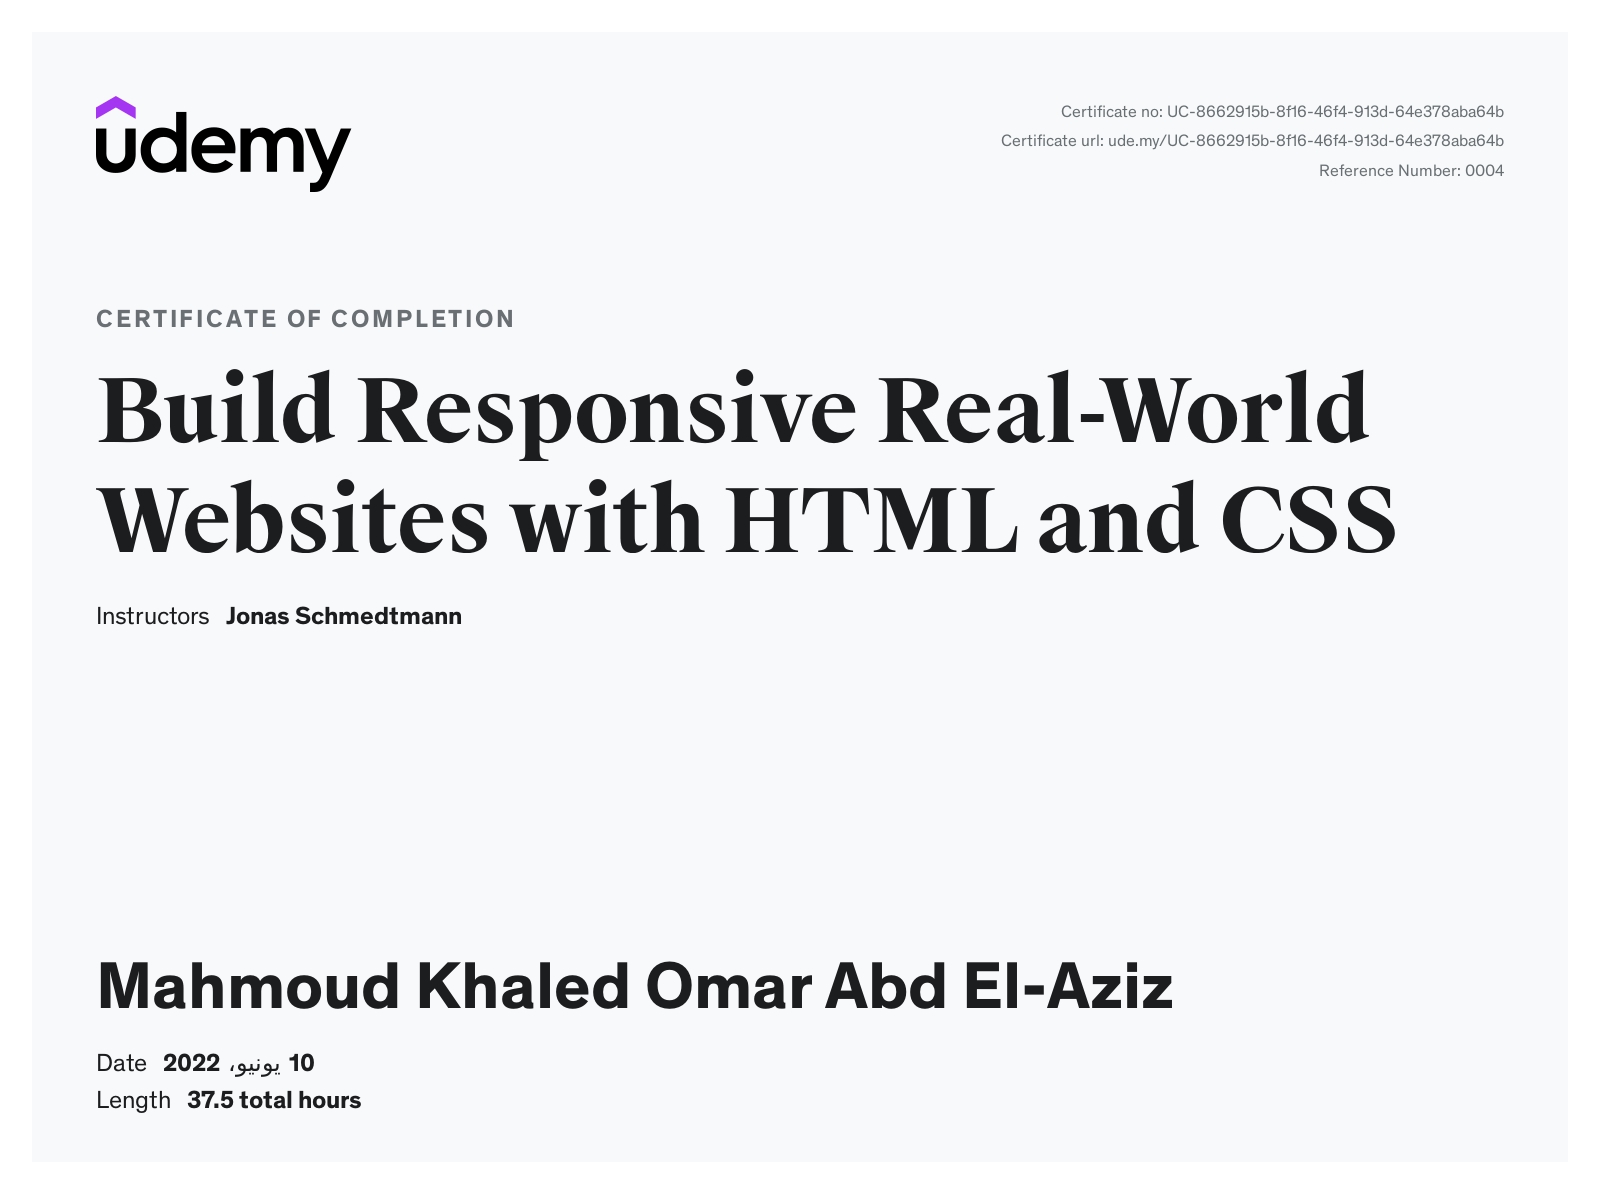 udemy
Certificate no: UC-8662915b-8f16-46f4-913d-64e378aba64b
Certificate url: ude.my/UC-8662915b-8f16-46f4-913d-64e378aba64b
Reference Number: 0004
CERTIFICATE OF COMPLETION
Build Responsive Real-World
Websites with HTML and CSS
Instructors Jonas Schmedtmann
Mahmoud Khaled Omar Abd El-Aziz
Date 10 يونيو، 2022
Length 37.5 total hours